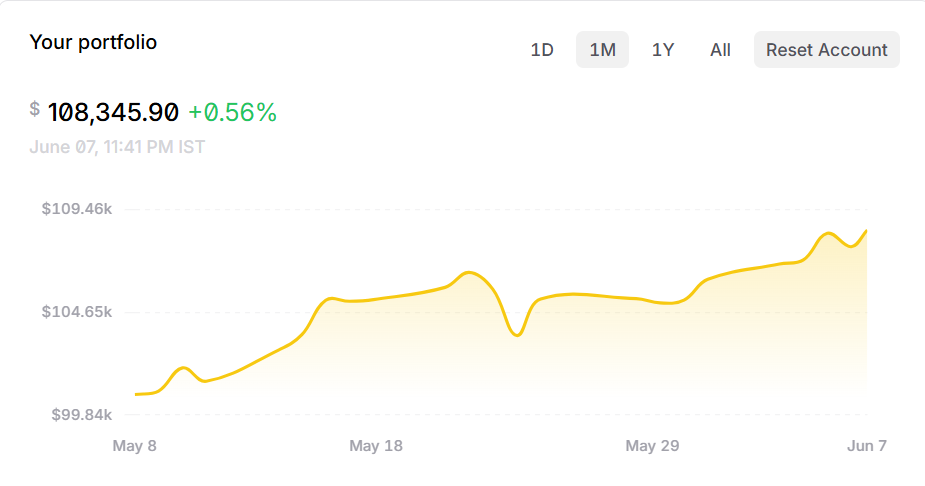 Your portfolio
1D 1M 1Y All Reset Account
$ 108,345.90 +0.56%
June 07, 11:41 PM IST
$109.46k
$104.65k
$99.84k
May 8 May 18 May 29 Jun 7